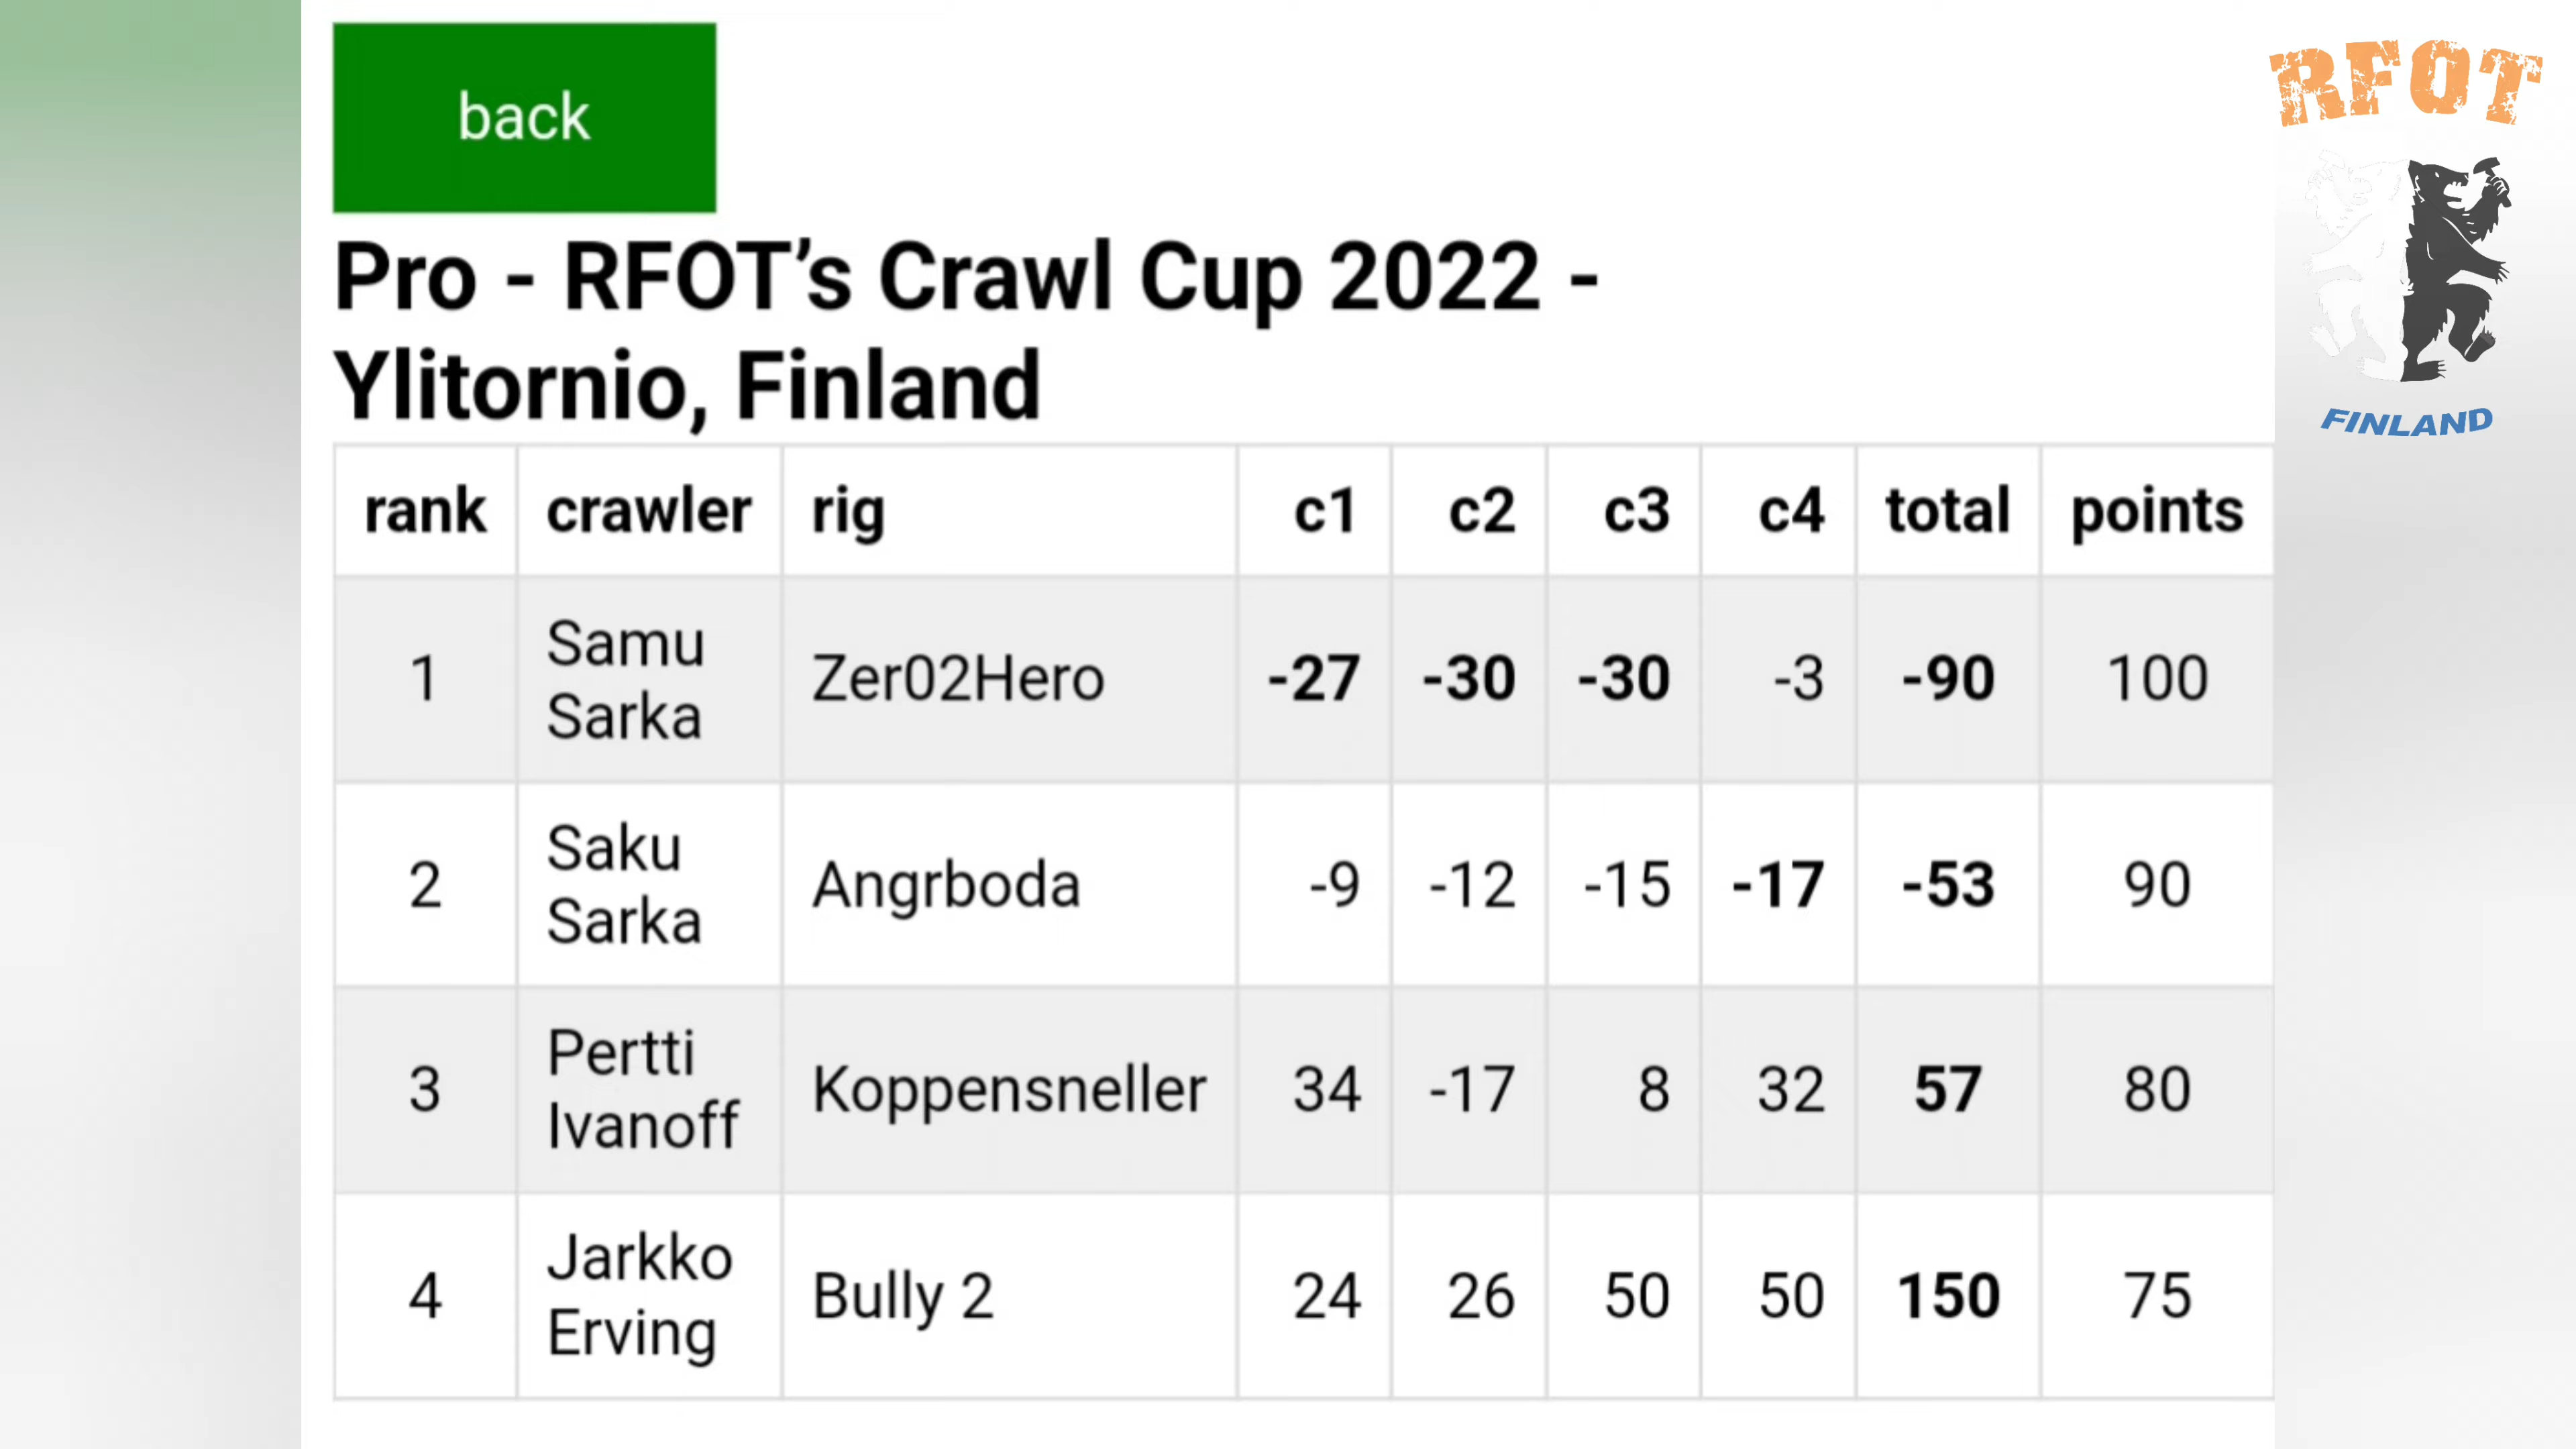 back
RFOT
FINLAND
Pro - RFOT’s Crawl Cup 2022 -
Ylitornio, Finland
rank crawler rig c1 c2 c3 c4 total points
1 Samu Sarka Zer02Hero -27 -30 -30 -3 -90 100
2 Saku Sarka Angrboda -9 -12 -15 -17 -53 90
3 Pertti Ivanoff Koppensneller 34 -17 8 32 57 80
4 Jarkko Erving Bully 2 24 26 50 50 150 75